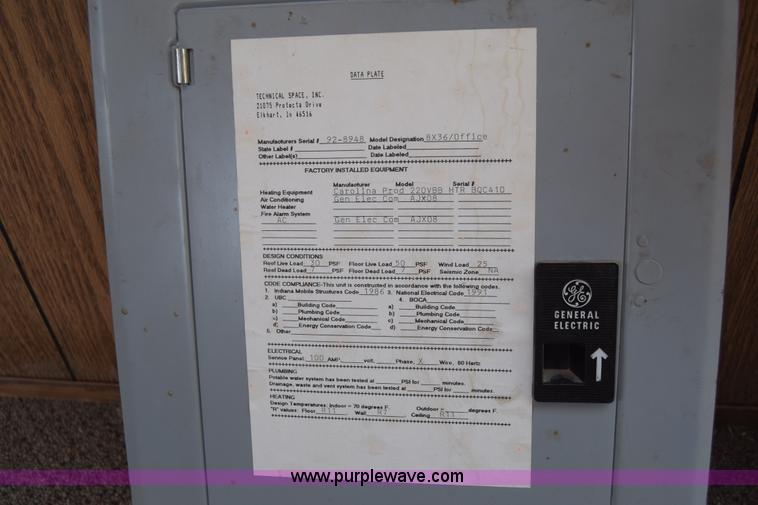 DATA PLATE
TECHNICAL SPACE, INC.
21075 Protecta Drive
Elkhart, In 46516
Manufacturers Serial # 92-8948 Model Designation 8X36/Office
State Label # Date Labeled
Other Label(s) Date Labeled
FACTORY INSTALLED EQUIPMENT
Manufacturer Model Serial #
Heating Equipment Carolina Prod 220VBB HTR BQC410
Air Conditioning Gen Elec Com AJX08
Water Heater
Fire Alarm System
AC Gen Elec Com AJX08
DESIGN CONDITIONS
Roof Live Load 30 PSF Floor Live Load 50 PSF Wind Load 25
Roof Dead Load 7 PSF Floor Dead Load 7 PSF Seismic Zone NA
CODE COMPLIANCE-This unit is constructed in accordance with the following codes.
1. Indiana Mobile Structures Code 1986 3. National Electrical Code 1991
2. UBC 4. BOCA
a) Building Code a) Building Code
b) Plumbing Code b) Plumbing Code
c) Mechanical Code c) Mechanical Code
d) Energy Conservation Code d) Energy Conservation Code
5. Other
ELECTRICAL
Service Panel 100 AMP, volt, Phase, X Wire, 60 Hertz
PLUMBING
Potable water system has been tested at PSI for minutes.
Drainage, waste and vent system has been tested at PSI for minutes.
HEATING
Design Temperatures: Indoor = 70 degrees F. Outdoor = degrees F.
"R" values: Floor R11 Wall R7 Ceiling R11
GE
GENERAL
ELECTRIC
www.purplewave.com